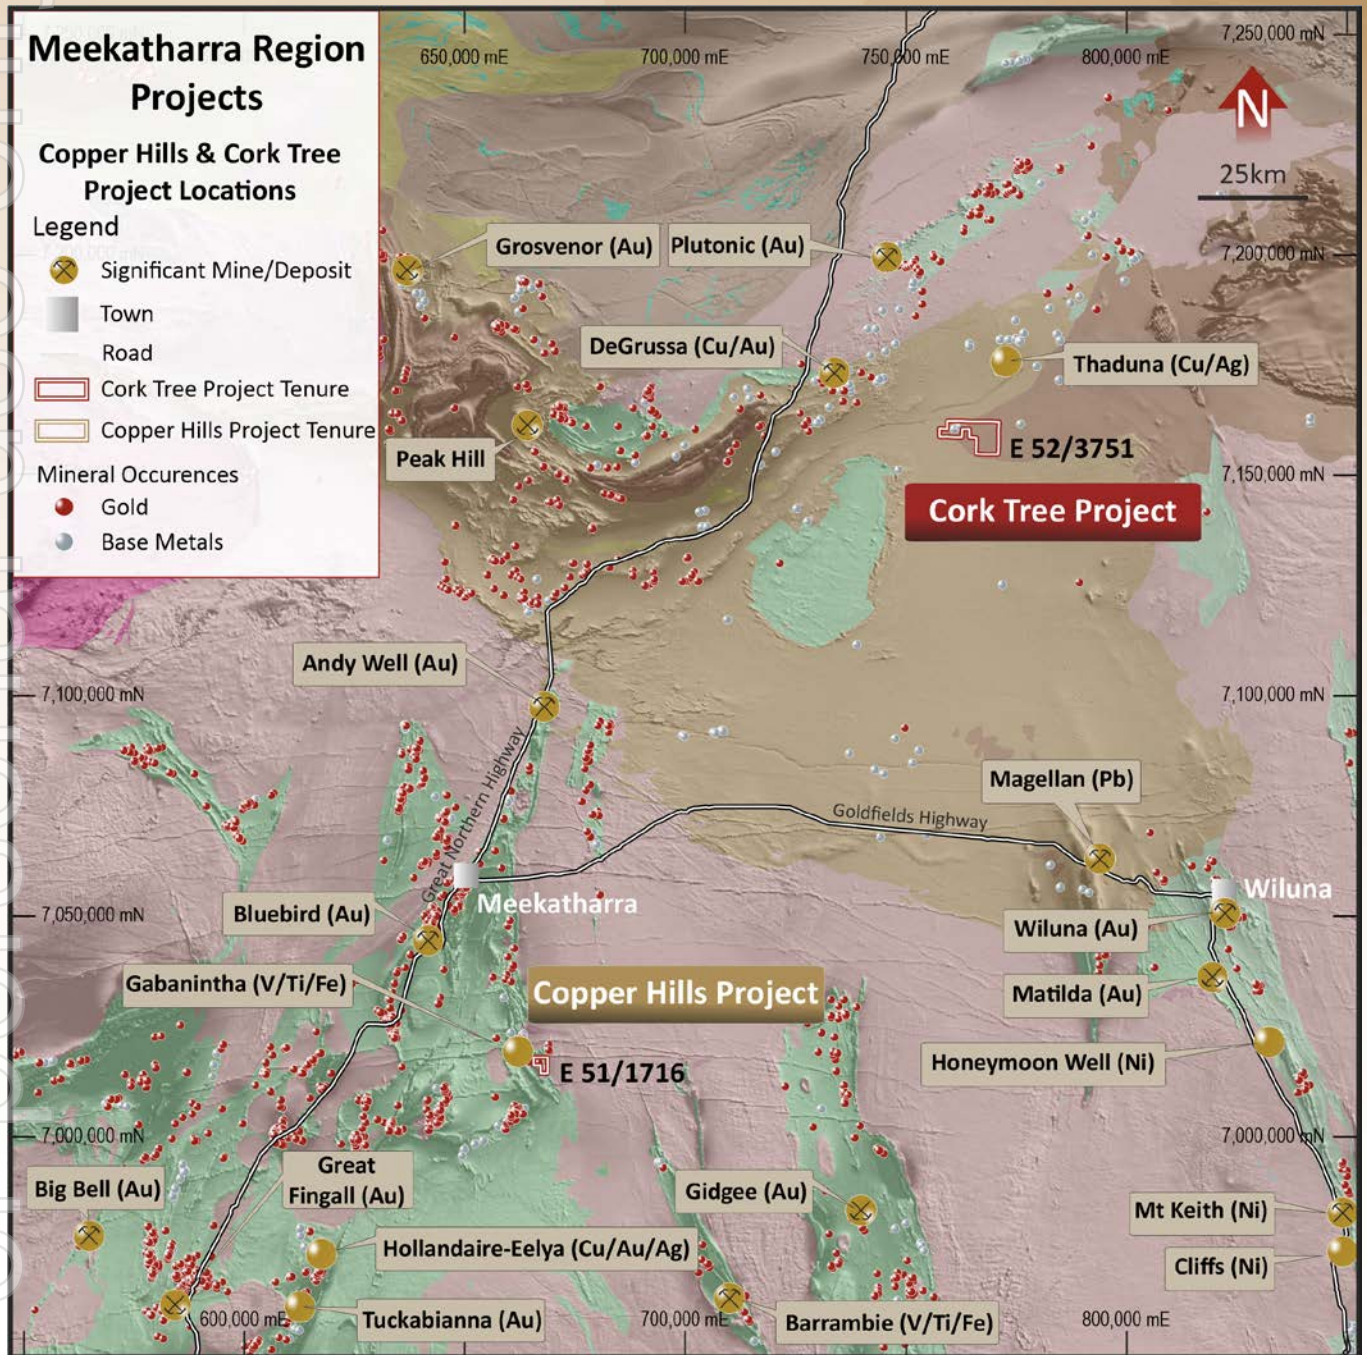 Meekatharra Region
Projects
Copper Hills & Cork Tree
Project Locations
Legend
Significant Mine/Deposit
Town
Road
Cork Tree Project Tenure
Copper Hills Project Tenure
Mineral Occurences
Gold
Base Metals
650,000 mE
700,000 mE
750,000 mE
800,000 mE
7,250,000 mN
N
25km
Grosvenor (Au)
Plutonic (Au)
7,200,000 mN
DeGrussa (Cu/Au)
Thaduna (Cu/Ag)
Peak Hill
E 52/3751
7,150,000 mN
Cork Tree Project
Andy Well (Au)
7,100,000 mN
7,100,000 mN
Great Northern Highway
Magellan (Pb)
Goldfields Highway
Meekatharra
Wiluna
Bluebird (Au)
7,050,000 mN
Wiluna (Au)
Gabanintha (V/Ti/Fe)
Copper Hills Project
Matilda (Au)
E 51/1716
Honeymoon Well (Ni)
7,000,000 mN
7,000,000 mN
Big Bell (Au)
Great
Fingall (Au)
Gidgee (Au)
Mt Keith (Ni)
Hollandaire-Eelya (Cu/Au/Ag)
Cliffs (Ni)
600,000 mE
Tuckabianna (Au)
700,000 mE
Barrambie (V/Ti/Fe)
800,000 mE